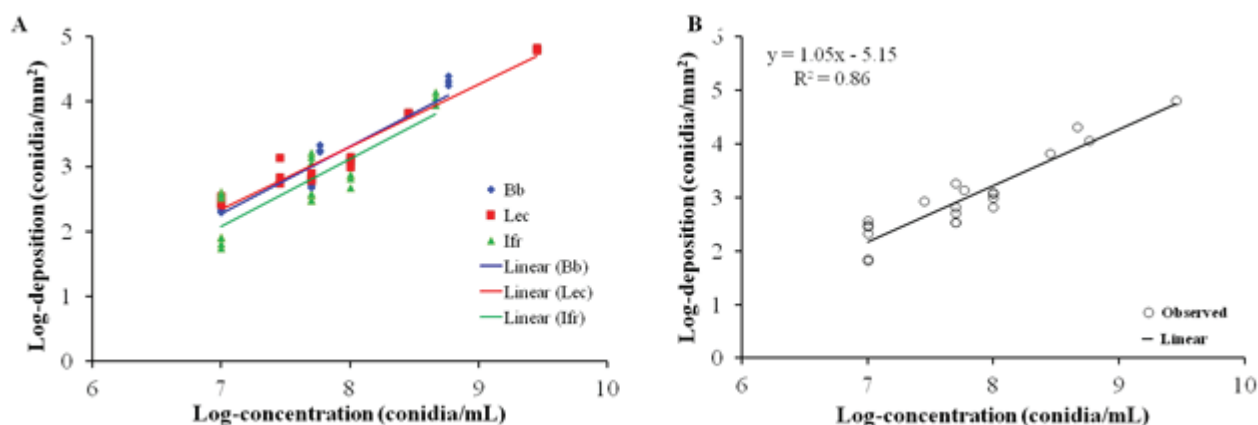 A
Log-deposition (conidia/mm²)
5
4
3
2
1
0
6
7
8
9
10
Log-concentration (conidia/mL)
Bb
Lec
Ifr
Linear (Bb)
Linear (Lec)
Linear (Ifr)
B
Log-deposition (conidia/mm²)
y = 1.05x - 5.15
R² = 0.86
6
5
4
3
2
1
0
6
7
8
9
10
Log-concentration (conidia/mL)
Observed
Linear